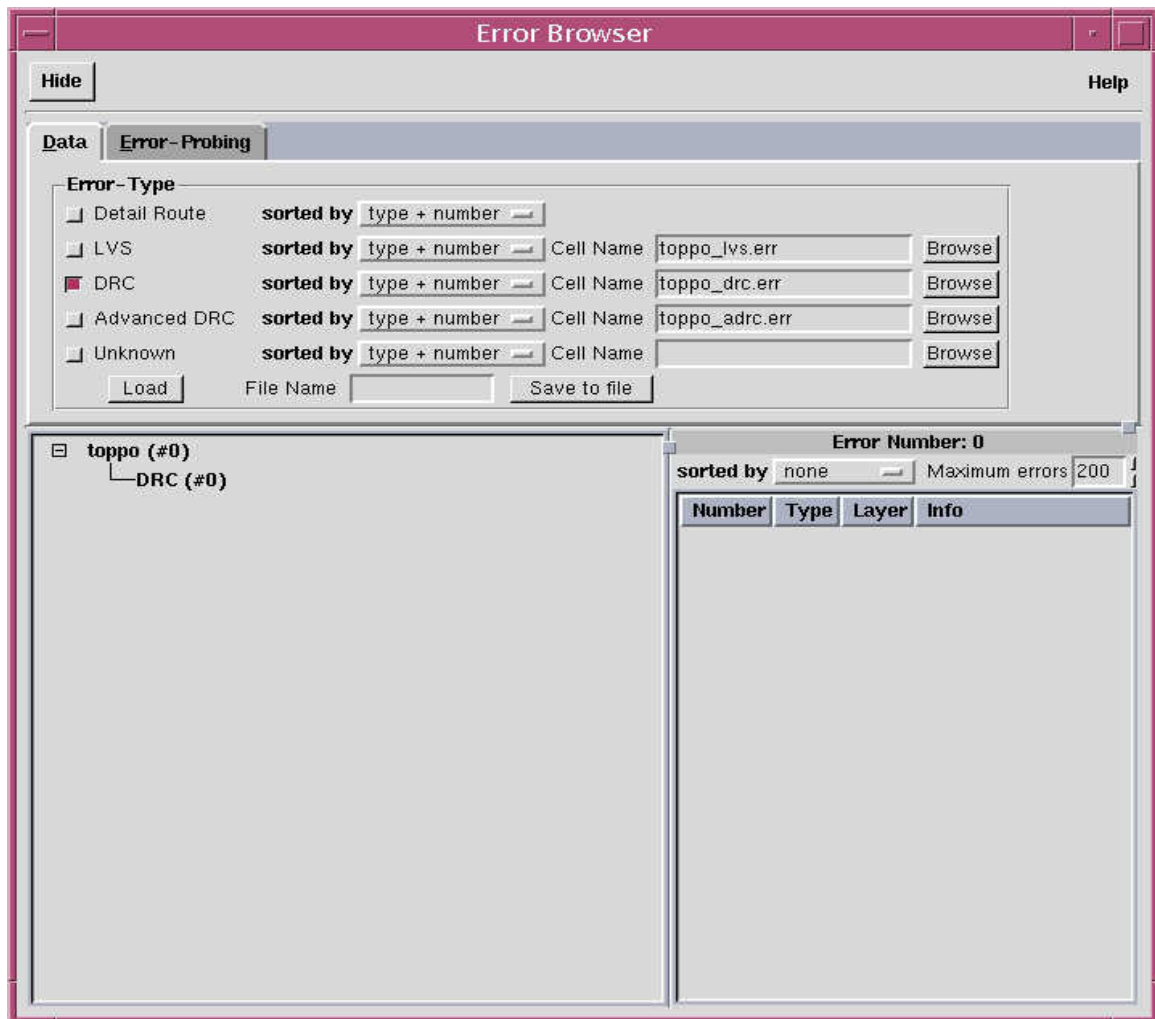 Error Browser
Hide Help
Data Error-Probing
Error-Type
Detail Route sorted by type + number
LVS sorted by type + number Cell Name toppo_lvs.err Browse
DRC sorted by type + number Cell Name toppo_drc.err Browse
Advanced DRC sorted by type + number Cell Name toppo_adrc.err Browse
Unknown sorted by type + number Cell Name Browse
Load File Name Save to file
toppo (#0)
DRC (#0)
Error Number: 0
sorted by none Maximum errors 200
Number Type Layer Info